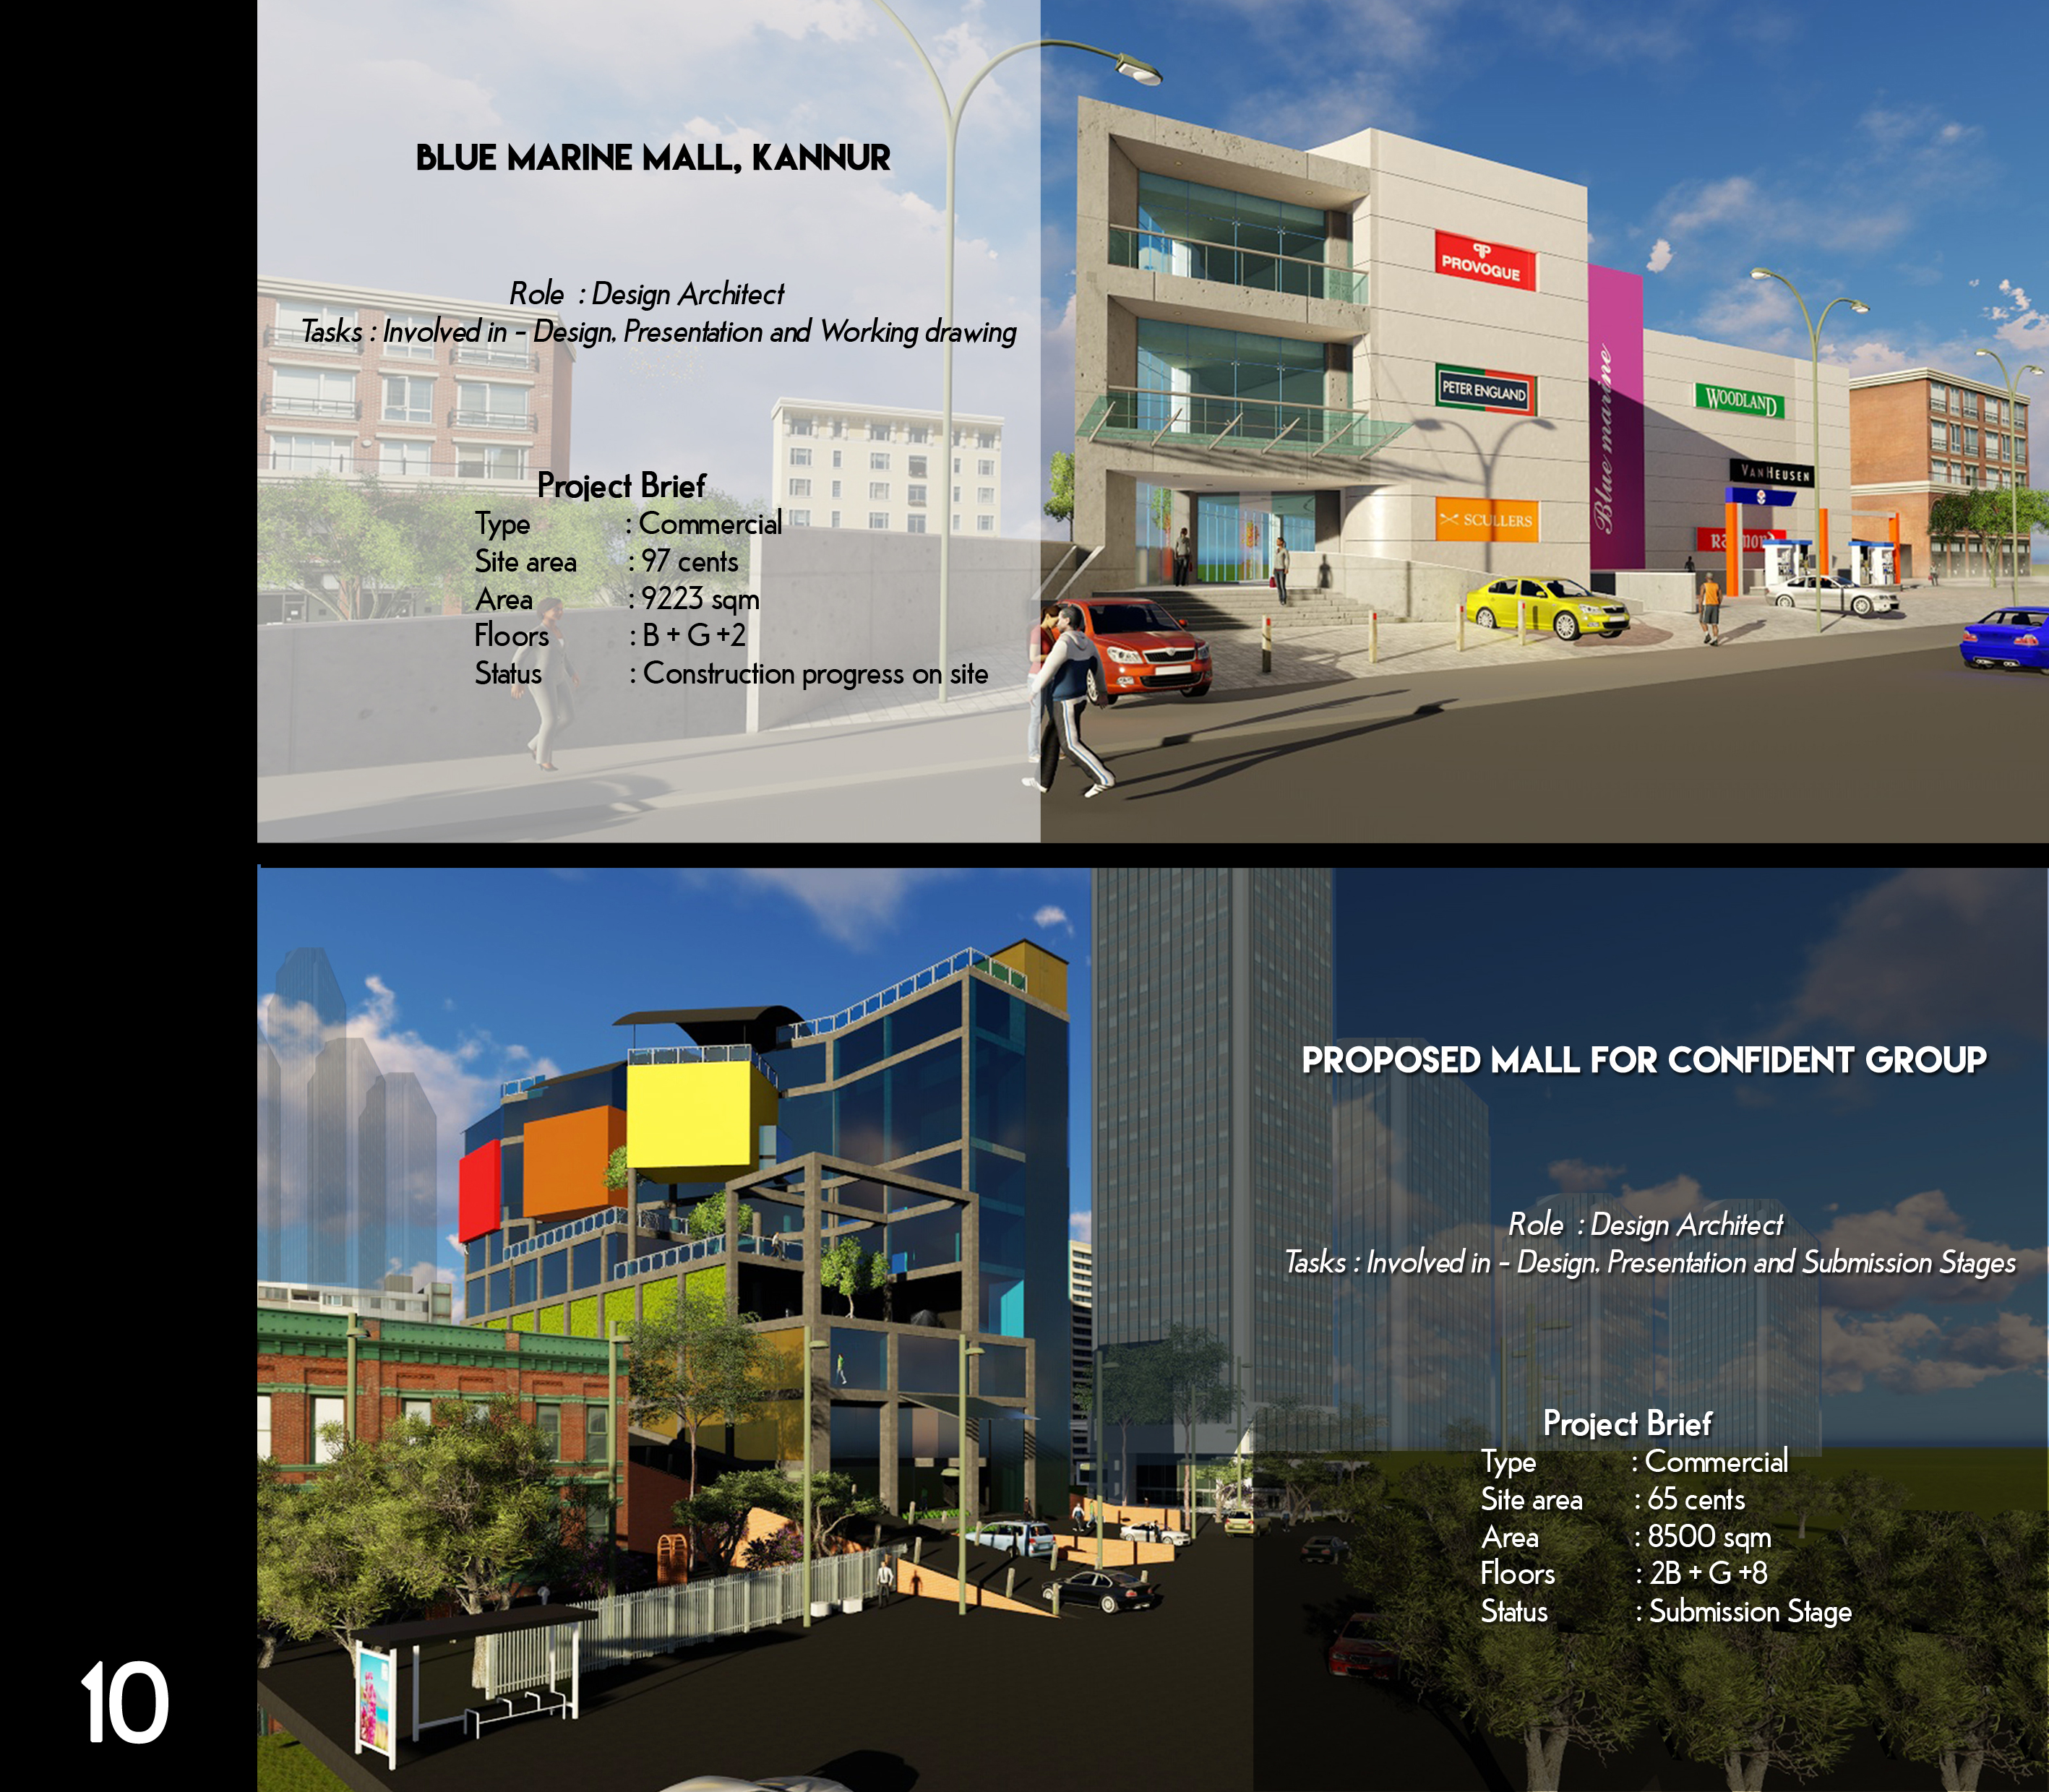 BLUE MARINE MALL, KANNUR
Role : Design Architect
Tasks : Involved in - Design, Presentation and Working drawing
Project Brief
Type : Commercial
Site area : 97 cents
Area : 9223 sqm
Floors : B + G +2
Status : Construction progress on site
PROVOGUE
PETER ENGLAND
SCULLERS
Blue marine
WOODLAND
VANHEUSEN
PROPOSED MALL FOR CONFIDENT GROUP
Role : Design Architect
Tasks : Involved in - Design, Presentation and Submission Stages
Project Brief
Type : Commercial
Site area : 65 cents
Area : 8500 sqm
Floors : 2B + G +8
Status : Submission Stage
10